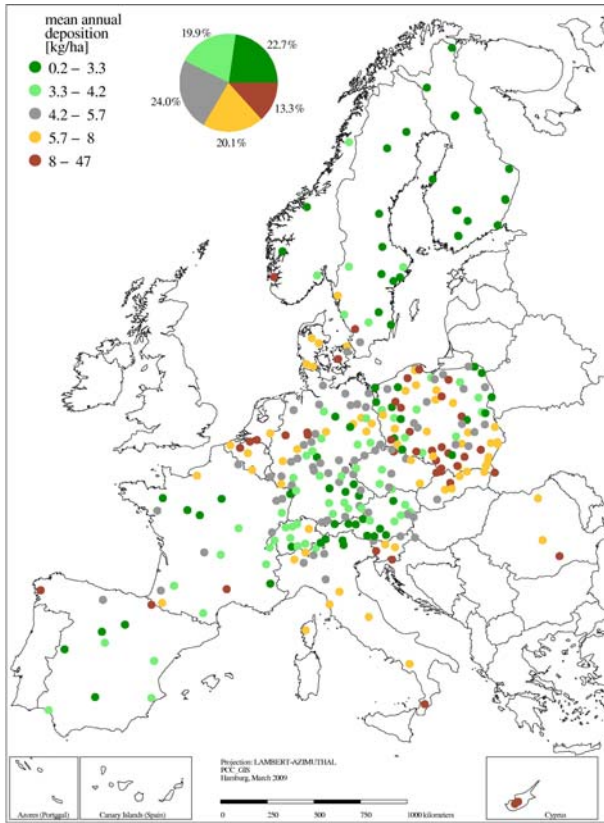 mean annual
deposition
[kg/ha]
0.2 – 3.3
3.3 – 4.2
4.2 – 5.7
5.7 – 8
8 – 47
19.9%
22.7%
24.0%
13.3%
20.1%
Projection: LAMBERT-AZIMUTHAL
PCC_GIS
Hamburg, March 2009
0 250 500 750 1000 kilometers
Azores (Portugal)
Canary Islands (Spain)
Cyprus